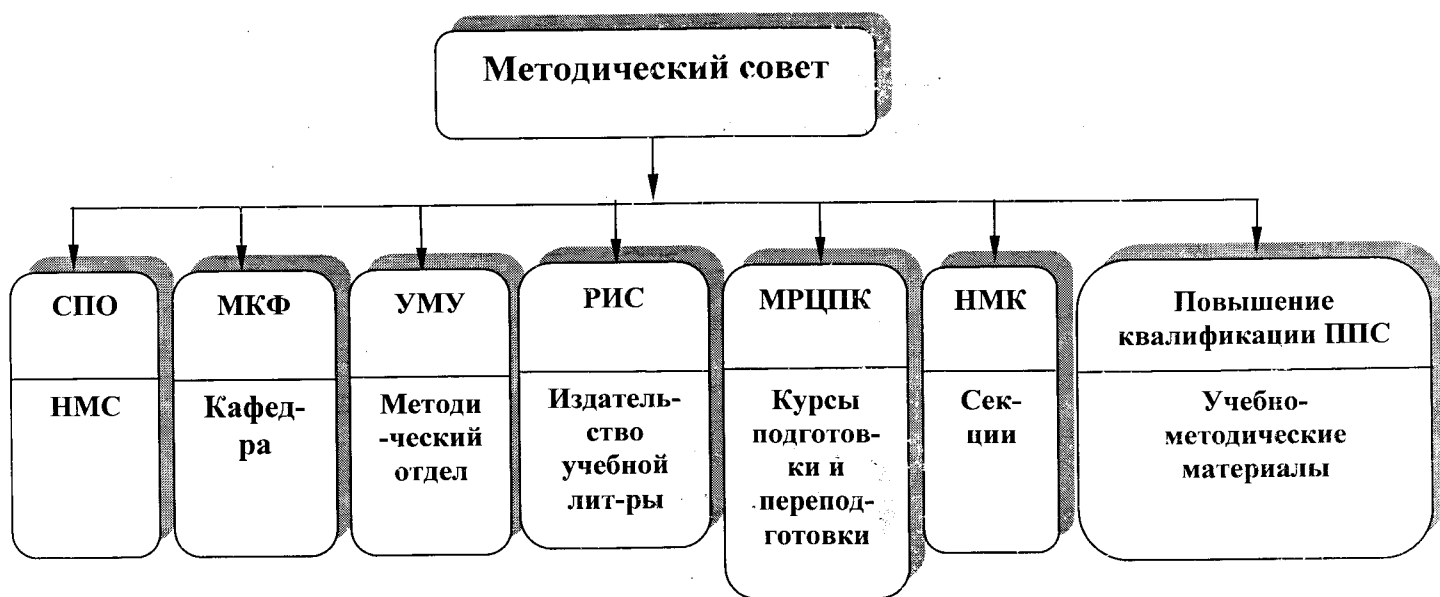 Методический совет
СПО
НМС
МКФ
Кафед-
ра
УМУ
Методи
-ческий
отдел
РИС
Издатель-
ство
учебной
лит-ры
МРЦПК
Курсы
подготов-
ки и
переподг-
готовки
НМК
Сек-
ции
Повышение
квалификации ППС
Учебно-
методические
материалы